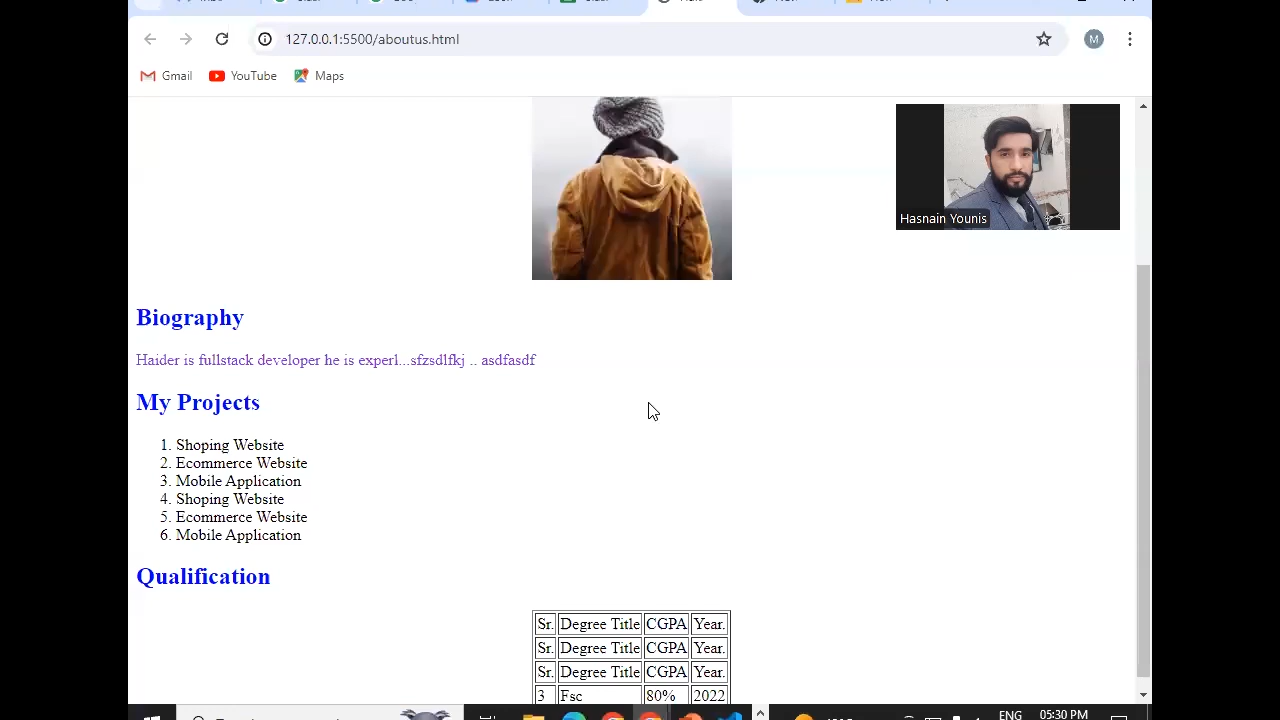 127.0.0.1:5500/aboutus.html
M
Gmail YouTube Maps
Hasnain Younis
Biography
Haider is fullstack developer he is experl...sfzsdlfkj .. asdfasdf
My Projects
1. Shoping Website
2. Ecommerce Website
3. Mobile Application
4. Shoping Website
5. Ecommerce Website
6. Mobile Application
Qualification
Sr. Degree Title CGPA Year.
Sr. Degree Title CGPA Year.
Sr. Degree Title CGPA Year.
3 Fsc 80% 2022
ENG 05:30 PM